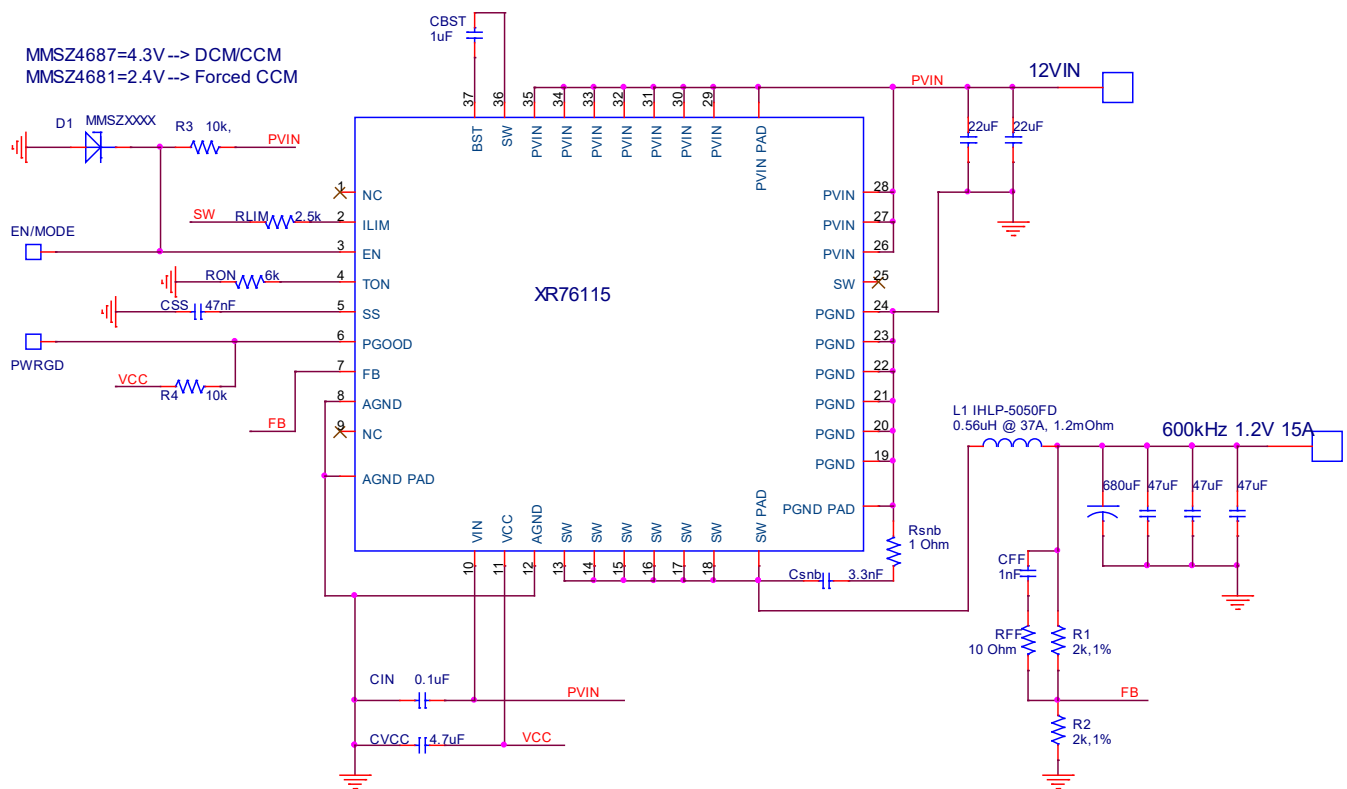 CBST
1uF
MMSZ4687=4.3V --> DCM/CCM
MMSZ4681=2.4V --> Forced CCM
12VIN
PVIN
37
36
35
34
33
32
31
30
29
22uF
22uF
D1
MMSZXXXX
R3
10k,
PVIN
BST
SW
PVIN
PVIN
PVIN
PVIN
PVIN
PVIN
PVIN
PVIN PAD
1
NC
PVIN
28
SW
RLIM
2.5k
2
ILIM
PVIN
27
EN/MODE
3
EN
PVIN
26
RON
6k
4
TON
SW
25
XR76115
CSS
47nF
5
SS
PGND
24
6
PGOOD
PGND
23
PWRGD
7
FB
PGND
22
VCC
R4
10k
8
AGND
PGND
21
FB
9
NC
PGND
20
PGND
19
L1 IHLP-5050FD
0.56uH @ 37A, 1.2mOhm
600kHz 1.2V 15A
AGND PAD
PGND PAD
680uF
47uF
47uF
47uF
VIN
VCC
AGND
SW
SW
SW
SW
SW
SW
SW PAD
Rsnb
1 Ohm
10
11
12
13
14
15
16
17
18
Csnb
3.3nF
CFF
1nF
RFF
10 Ohm
R1
2k,1%
CIN
0.1uF
PVIN
FB
CVCC
4.7uF
VCC
R2
2k,1%